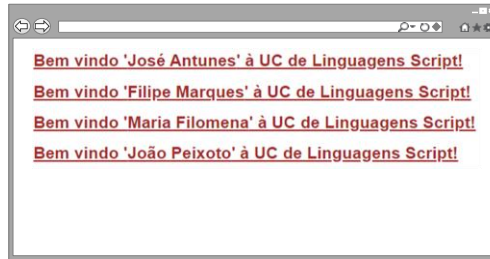 Bem vindo 'José Antunes' à UC de Linguagens Script!
Bem vindo 'Filipe Marques' à UC de Linguagens Script!
Bem vindo 'Maria Filomena' à UC de Linguagens Script!
Bem vindo 'João Peixoto' à UC de Linguagens Script!